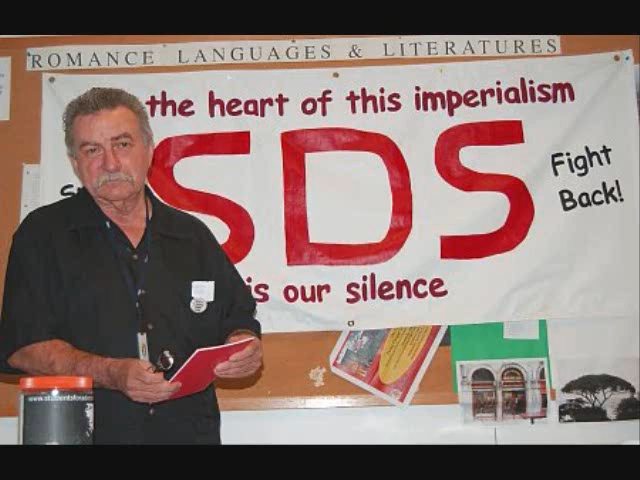 ROMANCE LANGUAGES & LITERATURES
the heart of this imperialism
SDS
Fight
Back!
is our silence